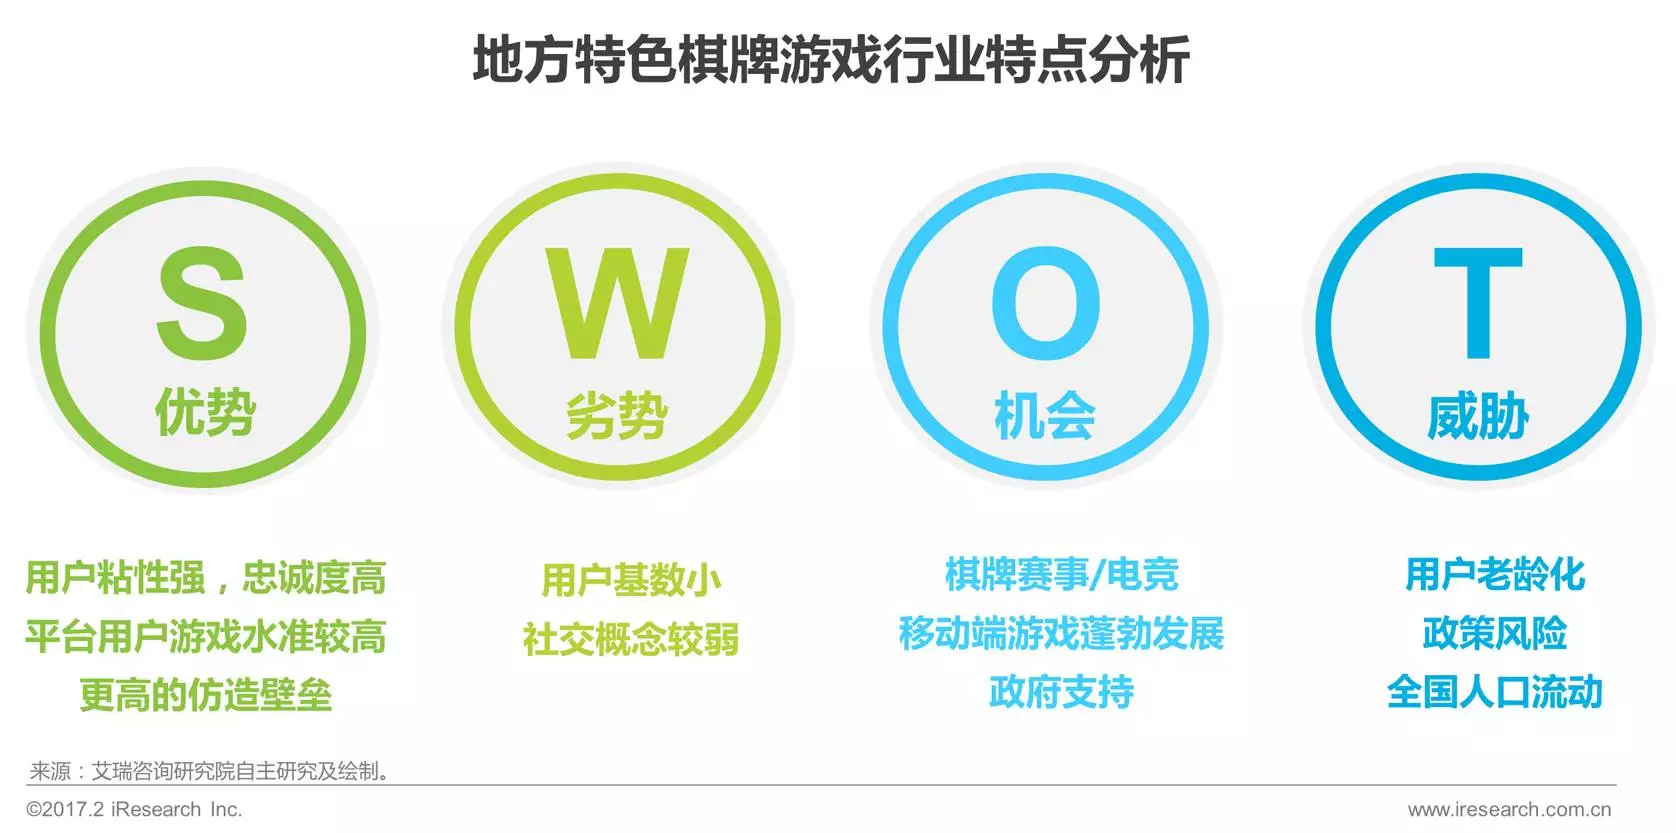 地方特色棋牌游戏行业特点分析
S
优势
用户粘性强，忠诚度高
平台用户游戏水准较高
更高的仿造壁垒
W
劣势
用户基数小
社交概念较弱
O
机会
棋牌赛事/电竞
移动端游戏蓬勃发展
政府支持
T
威胁
用户老龄化
政策风险
全国人口流动
来源：艾瑞咨询研究院自主研究及绘制。
©2017.2 iResearch Inc.
www.iresearch.com.cn